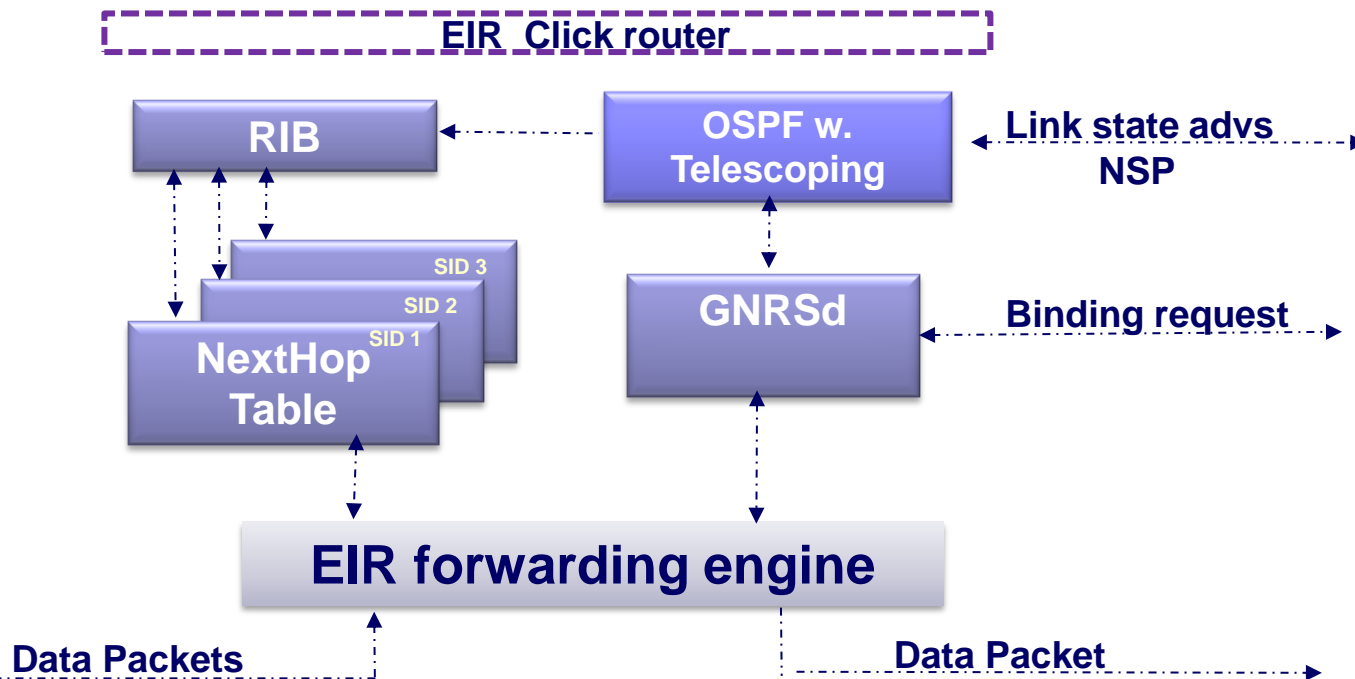 EIR Click router
RIB
OSPF w.
Telescoping
Link state advs
NSP
SID 3
SID 2
SID 1
NextHop
Table
GNRSd
Binding request
EIR forwarding engine
Data Packets
Data Packet